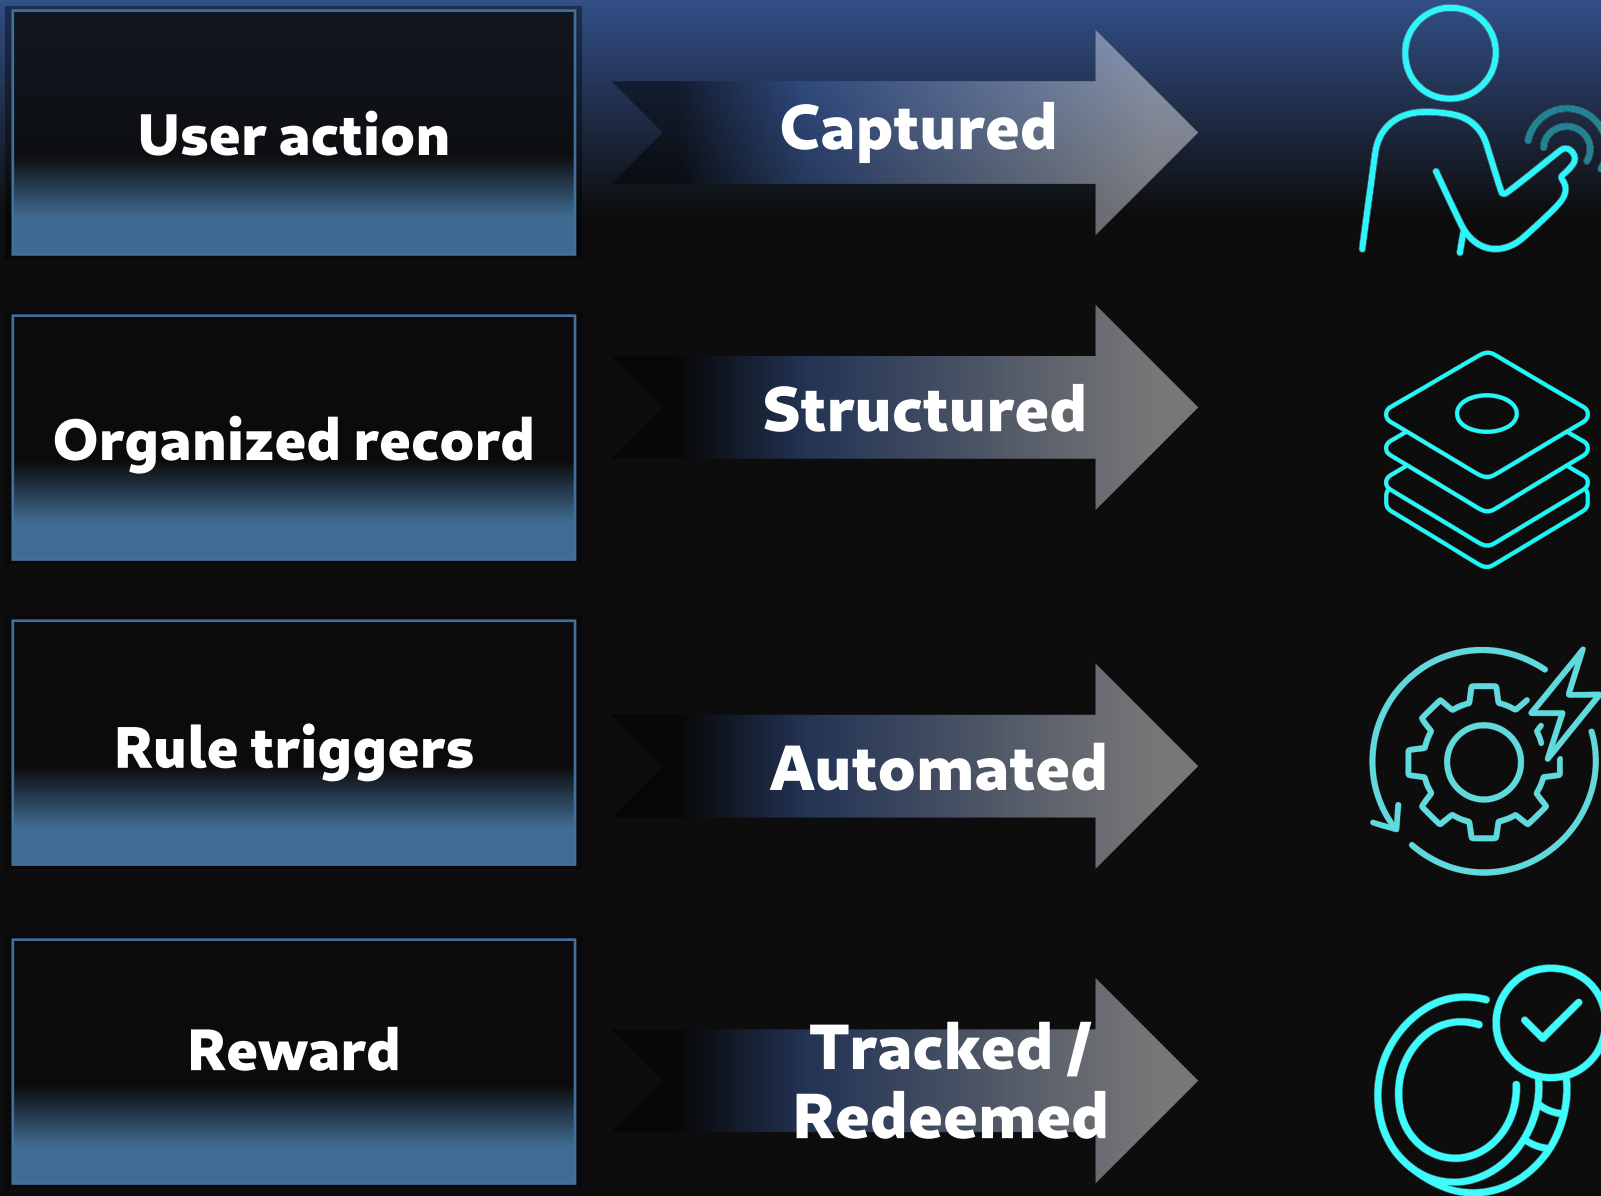 User action
Captured
Organized record
Structured
Rule triggers
Automated
Reward
Tracked /
Redeemed